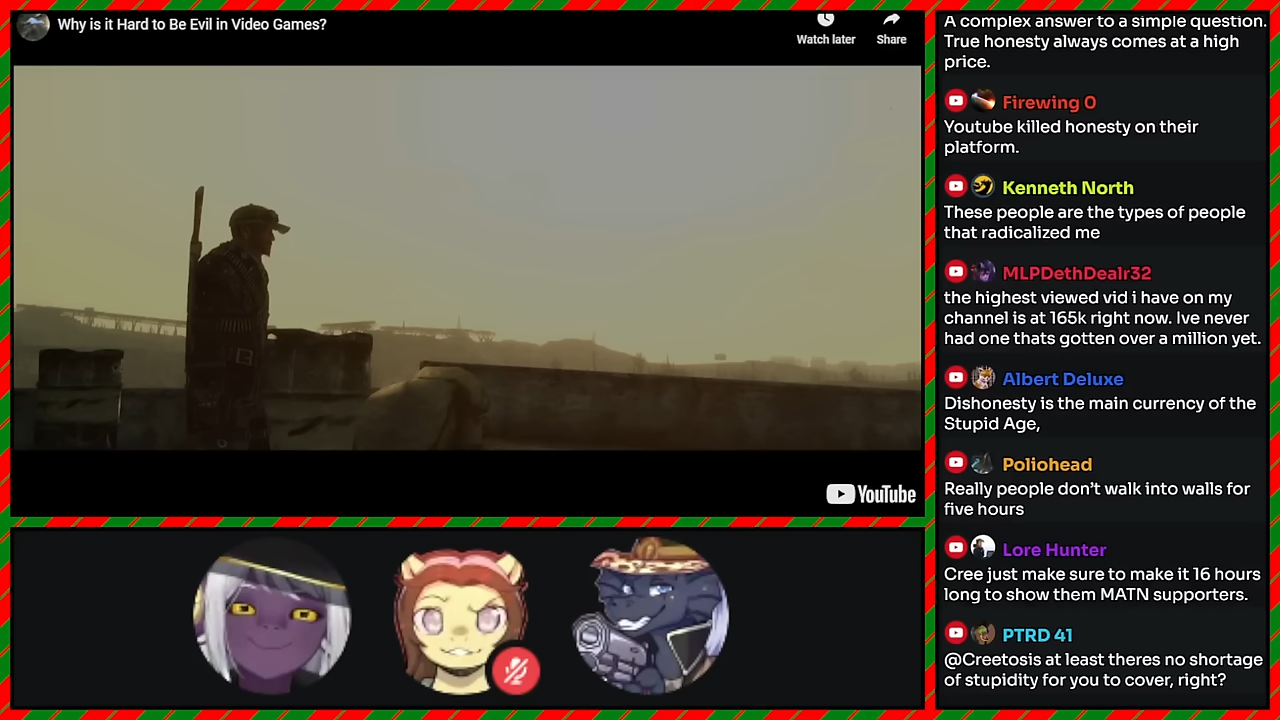 Why is it Hard to Be Evil in Video Games?
Watch later
Share
YouTube
A complex answer to a simple question.
True honesty always comes at a high
price.
Firewing 0
Youtube killed honesty on their
platform.
Kenneth North
These people are the types of people
that radicalized me
MLPDethDealr32
the highest viewed vid i have on my
channel is at 165k right now. Ive never
had one thats gotten over a million yet.
Albert Deluxe
Dishonesty is the main currency of the
Stupid Age,
Poliohead
Really people don't walk into walls for
five hours
Lore Hunter
Cree just make sure to make it 16 hours
long to show them MATN supporters.
PTRD 41
@Creetosis at least theres no shortage
of stupidity for you to cover, right?